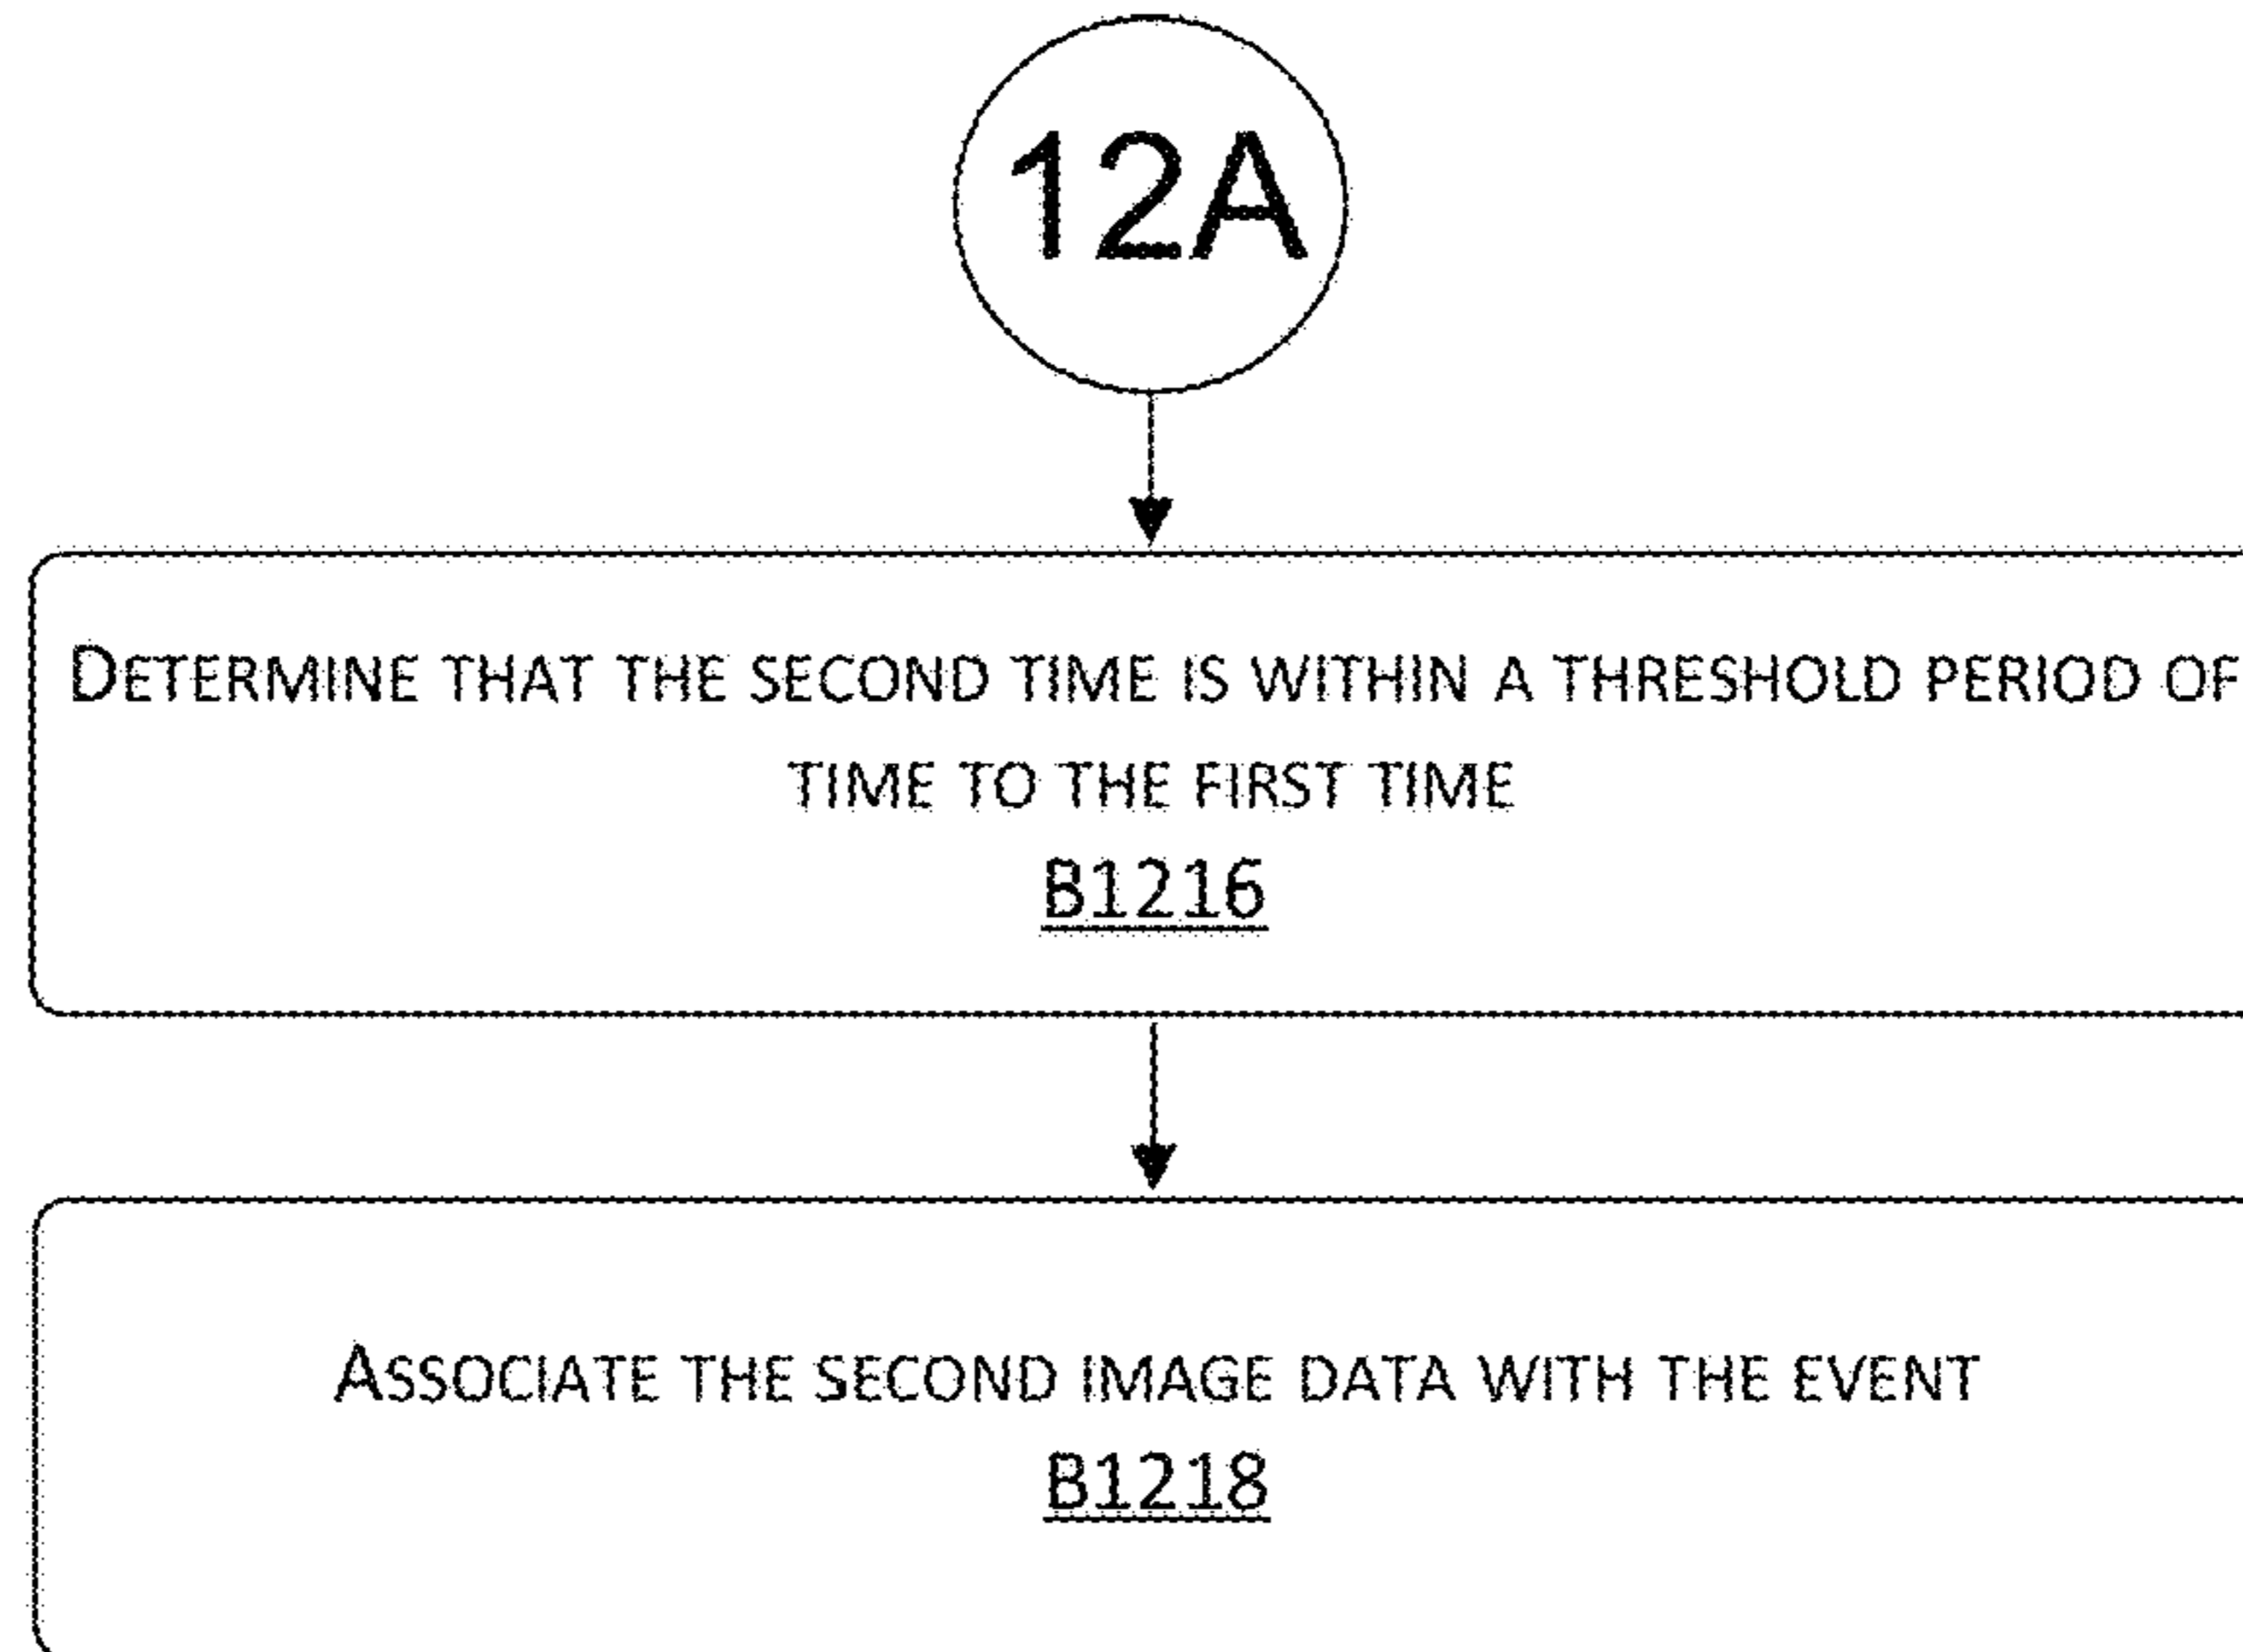 12A
DETERMINE THAT THE SECOND TIME IS WITHIN A THRESHOLD PERIOD OF
TIME TO THE FIRST TIME
B1216
ASSOCIATE THE SECOND IMAGE DATA WITH THE EVENT
B1218